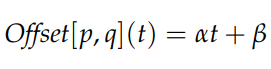 Offset[p, q](t) = αt + β